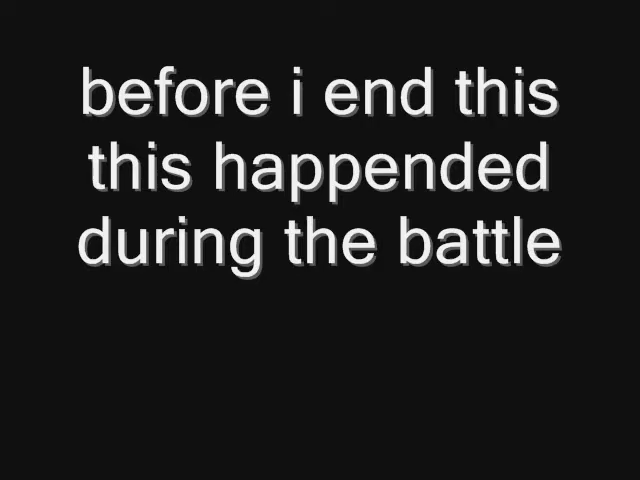 before i end this
this happended
during the battle